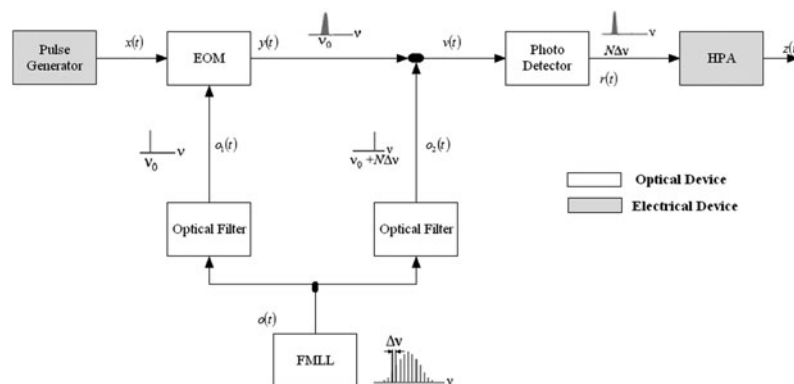 Pulse
Generator
x(t)
EOM
y(t)
ν₀
ν
v(t)
Photo
Detector
ν
NΔν
r(t)
HPA
z(t)
ν₀
ν
o₁(t)
ν
ν₀ +NΔν
o₂(t)
Optical Filter
Optical Filter
Optical Device
Electrical Device
o(t)
FMLL
Δν
ν